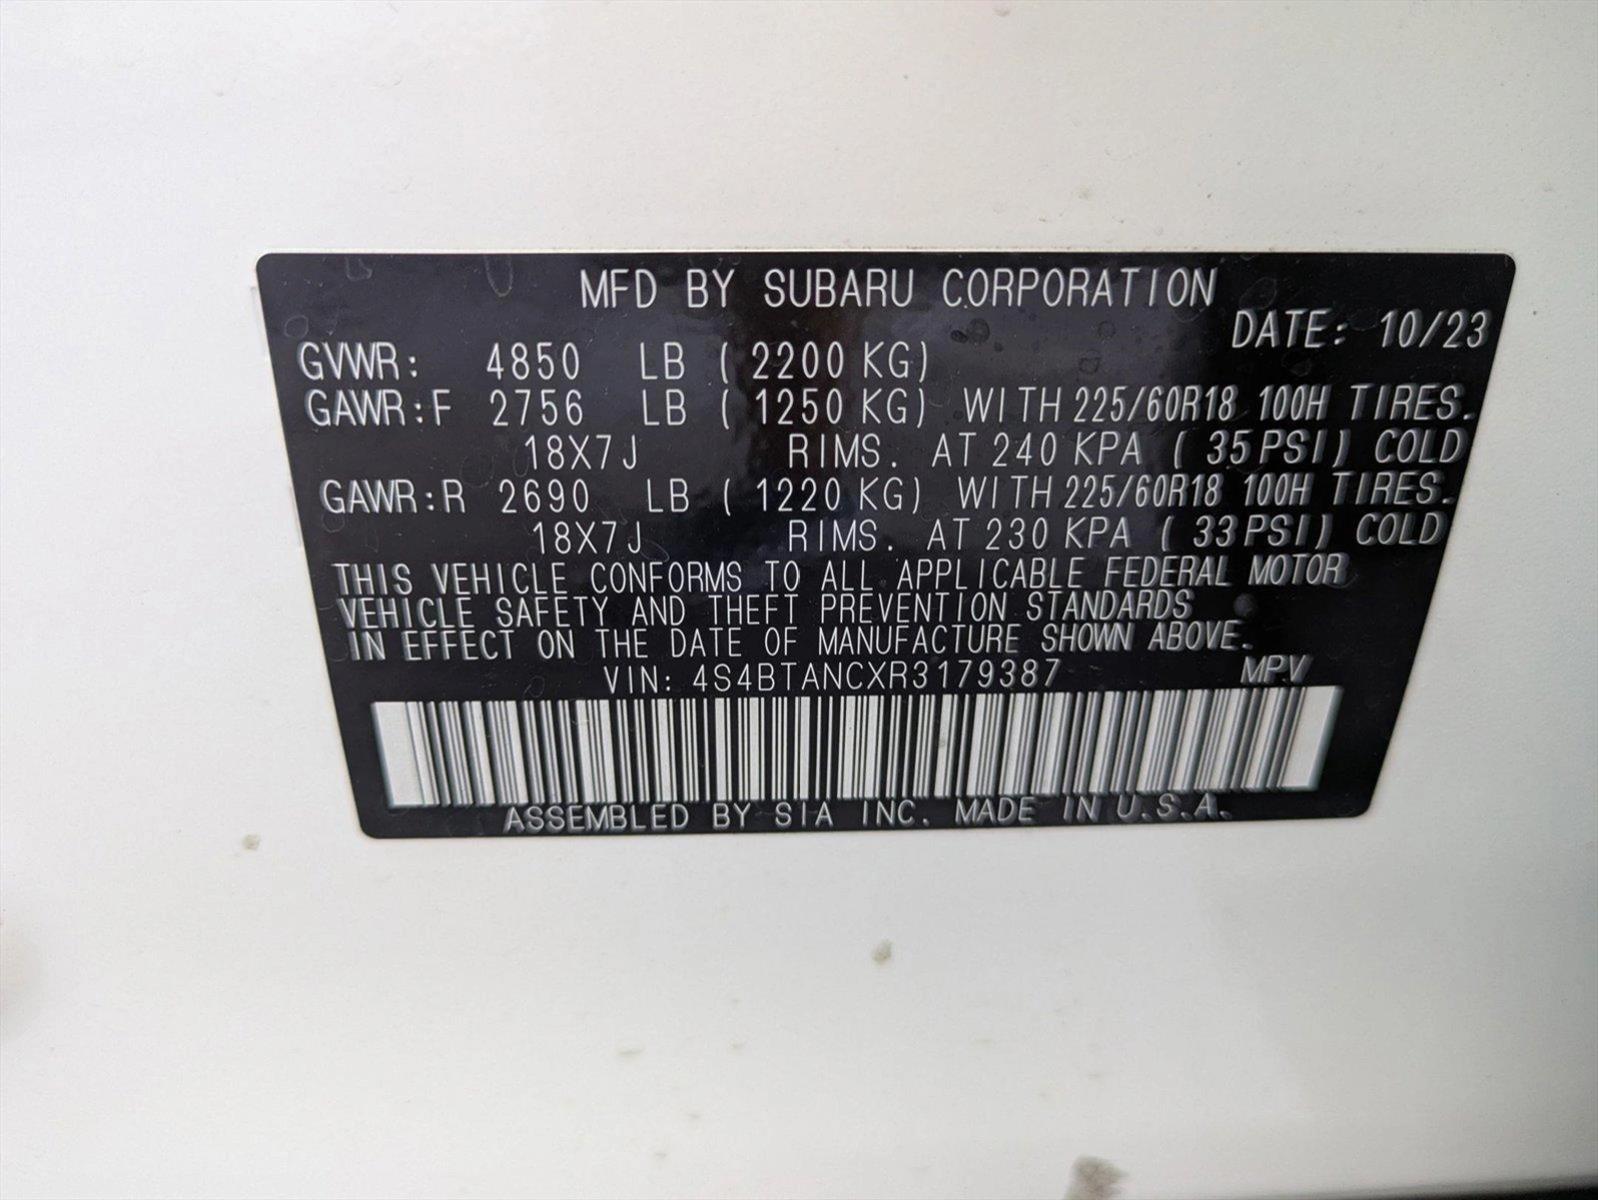 MFD BY SUBARU CORPORATION
DATE: 10/23
GVWR: 4850 LB ( 2200 KG)
GAWR:F 2756 LB ( 1250 KG) WITH 225/60R18 100H TIRES.
18X7J RIMS. AT 240 KPA ( 35 PSI) COLD
GAWR:R 2690 LB ( 1220 KG) WITH 225/60R18 100H TIRES.
18X7J RIMS. AT 230 KPA ( 33 PSI) COLD
THIS VEHICLE CONFORMS TO ALL APPLICABLE FEDERAL MOTOR
VEHICLE SAFETY AND THEFT PREVENTION STANDARDS
IN EFFECT ON THE DATE OF MANUFACTURE SHOWN ABOVE.
VIN: 4S4BTANCXR3179387 MPV
ASSEMBLED BY SIA INC. MADE IN U.S.A.